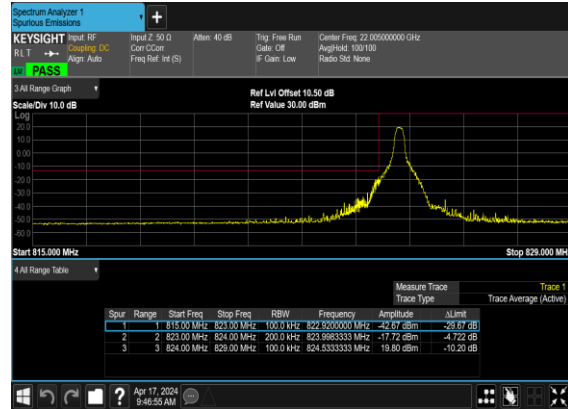 Spectrum Analyzer 1
Spurious Emissions
KEYSIGHT Input: RF Input Z: 50 Ω Atten: 40 dB Trig: Free Run Center Freq: 22.005000000 GHz
RLT Coupling: DC Corr CCorr Gate: Off Avg|Hold: 100/100
Align: Auto Freq Ref: Int (S) IF Gain: Low Radio Std: None
PASS
3 All Range Graph
Ref Lvl Offset 10.50 dB
Scale/Div 10.0 dB Ref Value 30.00 dBm
Log
20.0
10.0
0.00
-10.0
-20.0
-30.0
-40.0
-50.0
-60.0
Start 815.000 MHz Stop 829.000 MH
4 All Range Table
Measure Trace Trace 1
Trace Type Trace Average (Active)
Spur Range Start Freq Stop Freq RBW Frequency Amplitude ΔLimit
1 1 815.00 MHz 823.00 MHz 100.0 kHz 822.9200000 MHz -42.67 dBm -29.67 dB
2 2 823.00 MHz 824.00 MHz 200.0 kHz 823.9983333 MHz -17.72 dBm -4.722 dB
3 3 824.00 MHz 829.00 MHz 100.0 kHz 824.5333333 MHz 19.80 dBm -10.20 dB
? Apr 17, 2024
9:46:55 AM